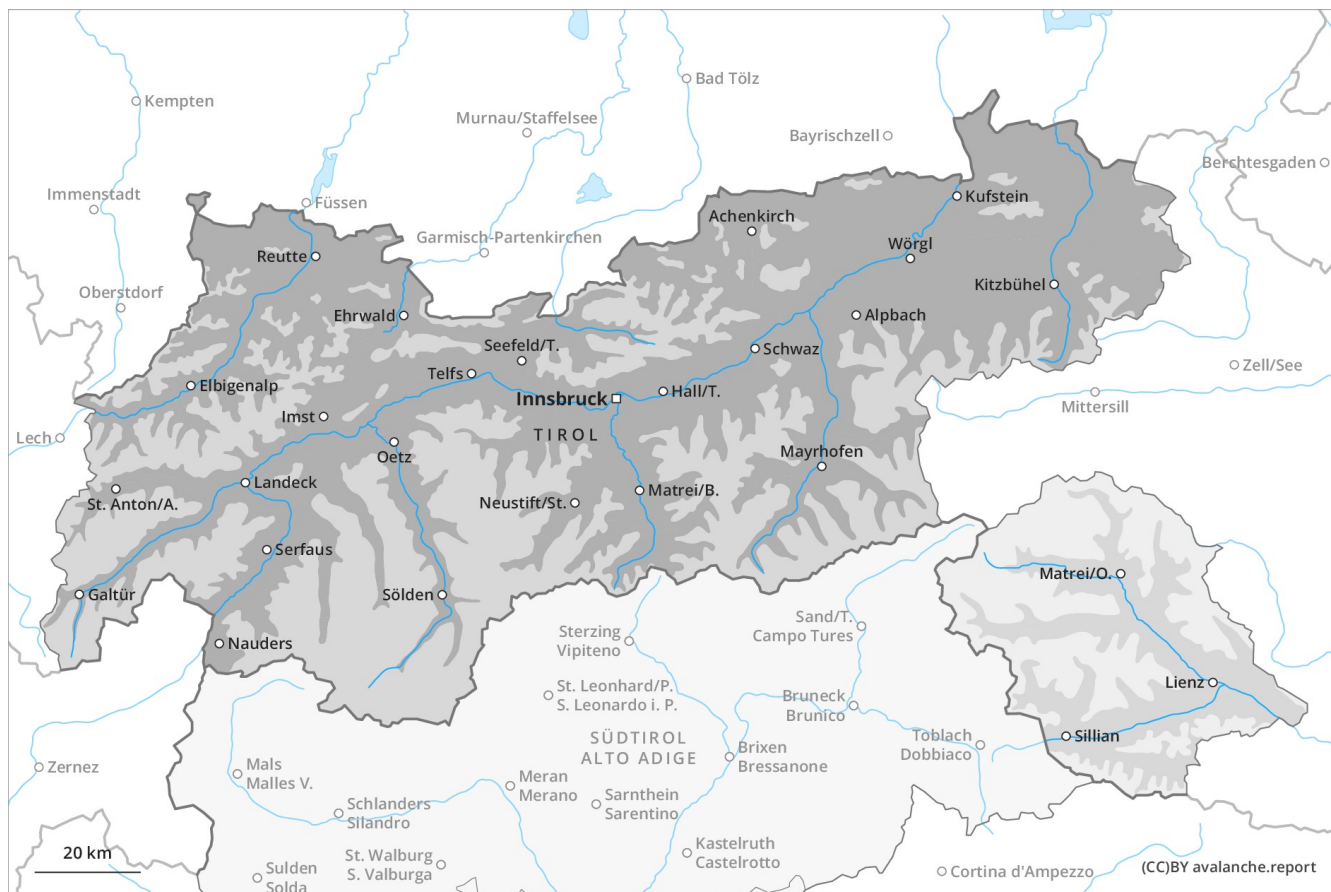 Kempten
Bad Tölz
Murnau/Staffelsee
Bayrischzell
Berchtesgaden
Immenstadt
Füssen
Kufstein
Achenkirch
Garmisch-Partenkirchen
Wörgl
Reutte
Oberstdorf
Kitzbühel
Ehrwald
Alpbach
Seefeld/T.
Schwaz
Telfs
Zell/See
Elbigenalp
Hall/T.
Innsbruck
Mittersill
Imst
TIROL
Lech
Oetz
Mayrhofen
Landeck
Matrei/B.
St. Anton/A.
Neustift/St.
Serfaus
Matrei/O.
Galtür
Sölden
Sand/T.
Campo Tures
Sterzing
Vipiteno
Nauders
Lienz
St. Leonhard/P.
S. Leonardo i. P.
Bruneck
Brunico
SÜDTIROL
ALTO ADIGE
Toblach
Dobbiaco
Sillian
Brixen
Bressanone
Zernez
Mals
Malles V.
Meran
Merano
Schlanders
Silandro
Sarnthein
Sarentino
Kastelruth
Castelrotto
20 km
St. Walburg
S. Valburga
Sulden
Solda
Cortina d'Ampezzo
(CC)BY avalanche.report